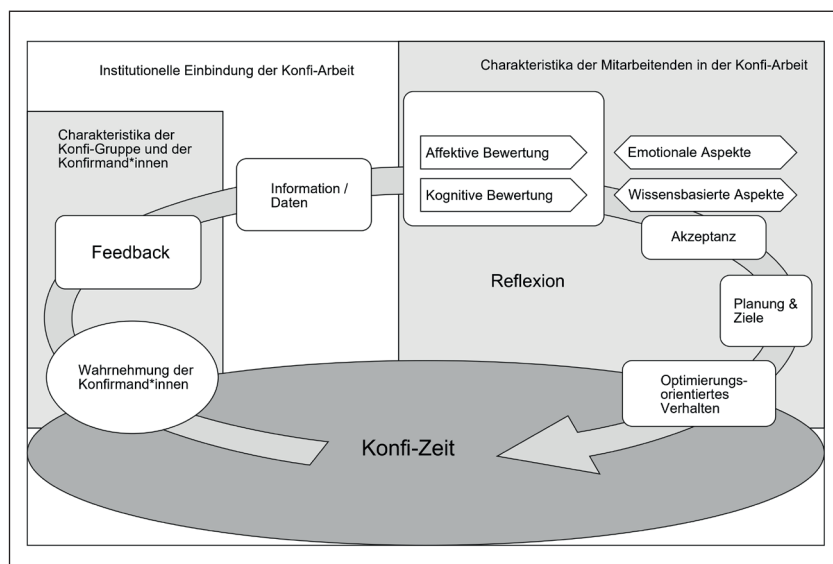 Institutionelle Einbindung der Konfi-Arbeit
Charakteristika der Mitarbeitenden in der Konfi-Arbeit
Charakteristika der
Konfi-Gruppe und der
Konfirmand*innen
Information /
Daten
Affektive Bewertung
Emotionale Aspekte
Kognitive Bewertung
Wissensbasierte Aspekte
Feedback
Akzeptanz
Reflexion
Planung &
Ziele
Wahrnehmung der
Konfirmand*innen
Optimierungs-
orientiertes
Verhalten
Konfi-Zeit